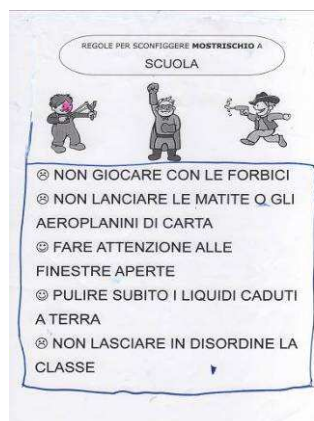 REGOLE PER SCONFIGGERE MOSTRISCHIO A
SCUOLA
☹ NON GIOCARE CON LE FORBICI
☹ NON LANCIARE LE MATITE O GLI
AEROPLANINI DI CARTA
☺ FARE ATTENZIONE ALLE
FINESTRE APERTE
☺ PULIRE SUBITO I LIQUIDI CADUTI
A TERRA
☹ NON LASCIARE IN DISORDINE LA
CLASSE